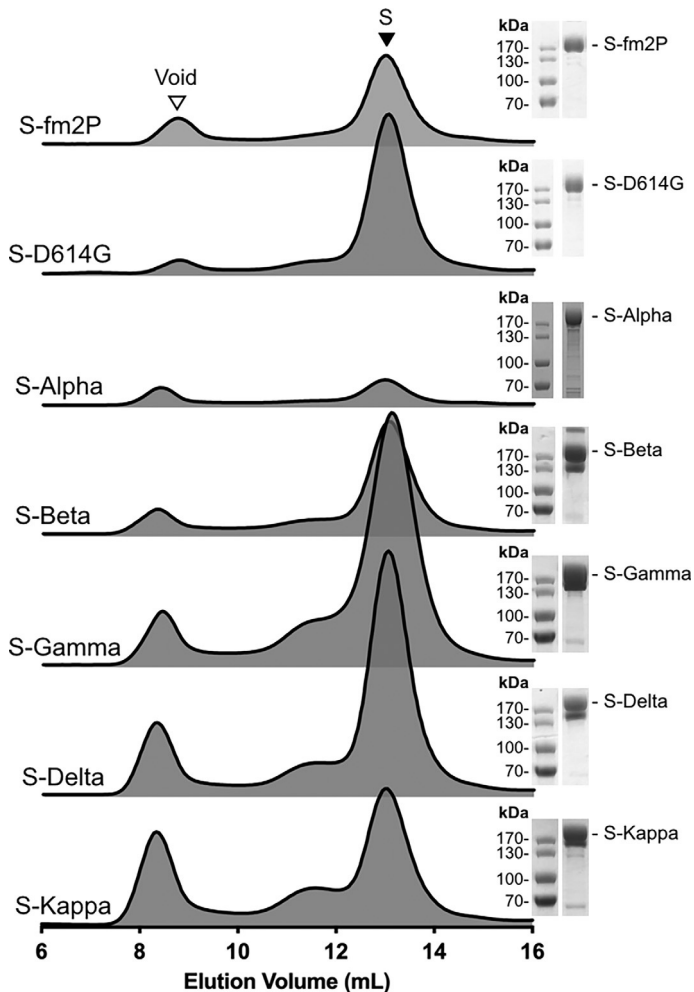 S
Void
S-fm2P
kDa
170-
130-
100-
70-
- S-fm2P
S-D614G
kDa
170-
130-
100-
70-
- S-D614G
S-Alpha
kDa
170-
130-
100-
70-
- S-Alpha
S-Beta
kDa
170-
130-
100-
70-
- S-Beta
S-Gamma
kDa
170-
130-
100-
70-
- S-Gamma
S-Delta
kDa
170-
130-
100-
70-
- S-Delta
S-Kappa
kDa
170-
130-
100-
70-
- S-Kappa
6 8 10 12 14 16
Elution Volume (mL)